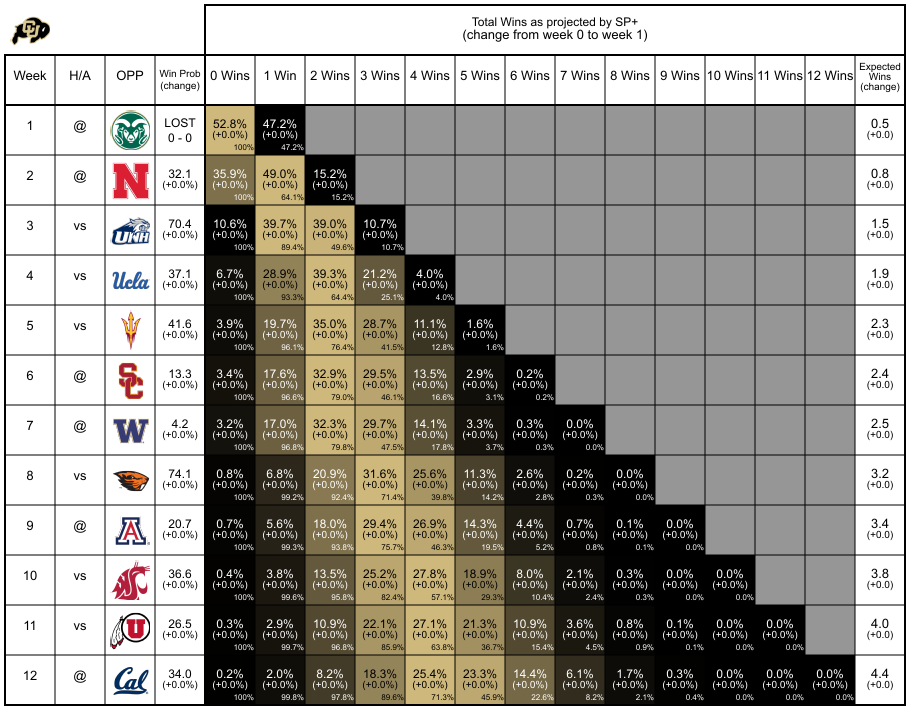 CU
Total Wins as projected by SP+
(change from week 0 to week 1)
Week H/A OPP Win Prob (change) 0 Wins 1 Win 2 Wins 3 Wins 4 Wins 5 Wins 6 Wins 7 Wins 8 Wins 9 Wins 10 Wins 11 Wins 12 Wins Expected Wins (change)
1 @ LOST 52.8% 47.2% 0.5
0 - 0 (+0.0%) (+0.0%) (+0.0)
100% 47.2%
2 @ N 32.1 35.9% 49.0% 15.2% 0.8
(+0.0%) (+0.0%) (+0.0%) (+0.0%) (+0.0)
100% 64.1% 15.2%
3 vs UNH 70.4 10.6% 39.7% 39.0% 10.7% 1.5
(+0.0%) (+0.0%) (+0.0%) (+0.0%) (+0.0%) (+0.0)
100% 89.4% 49.6% 10.7%
4 vs Ucla 37.1 6.7% 28.9% 39.3% 21.2% 4.0% 1.9
(+0.0%) (+0.0%) (+0.0%) (+0.0%) (+0.0%) (+0.0%) (+0.0)
100% 93.3% 64.4% 25.1% 4.0%
5 vs 41.6 3.9% 19.7% 35.0% 28.7% 11.1% 1.6% 2.3
(+0.0%) (+0.0%) (+0.0%) (+0.0%) (+0.0%) (+0.0%) (+0.0%) (+0.0)
100% 96.1% 76.4% 41.5% 12.8% 1.6%
6 @ SC 13.3 3.4% 17.6% 32.9% 29.5% 13.5% 2.9% 0.2% 2.4
(+0.0%) (+0.0%) (+0.0%) (+0.0%) (+0.0%) (+0.0%) (+0.0%) (+0.0%) (+0.0)
100% 96.6% 79.0% 46.1% 16.6% 3.1% 0.2%
7 @ W 4.2 3.2% 17.0% 32.3% 29.7% 14.1% 3.3% 0.3% 0.0% 2.5
(+0.0%) (+0.0%) (+0.0%) (+0.0%) (+0.0%) (+0.0%) (+0.0%) (+0.0%) (+0.0%) (+0.0)
100% 96.8% 79.8% 47.5% 17.8% 3.7% 0.3% 0.0%
8 vs 74.1 0.8% 6.8% 20.9% 31.6% 25.6% 11.3% 2.6% 0.2% 0.0% 3.2
(+0.0%) (+0.0%) (+0.0%) (+0.0%) (+0.0%) (+0.0%) (+0.0%) (+0.0%) (+0.0%) (+0.0%) (+0.0)
100% 99.2% 92.4% 71.4% 39.8% 14.2% 2.8% 0.3% 0.0%
9 @ A 20.7 0.7% 5.6% 18.0% 29.4% 26.9% 14.3% 4.4% 0.7% 0.1% 0.0% 3.4
(+0.0%) (+0.0%) (+0.0%) (+0.0%) (+0.0%) (+0.0%) (+0.0%) (+0.0%) (+0.0%) (+0.0%) (+0.0%) (+0.0)
100% 99.3% 93.8% 75.7% 46.3% 19.5% 5.2% 0.8% 0.1% 0.0%
10 vs 36.6 0.4% 3.8% 13.5% 25.2% 27.8% 18.9% 8.0% 2.1% 0.3% 0.0% 0.0% 3.8
(+0.0%) (+0.0%) (+0.0%) (+0.0%) (+0.0%) (+0.0%) (+0.0%) (+0.0%) (+0.0%) (+0.0%) (+0.0%) (+0.0%) (+0.0)
100% 99.6% 95.8% 82.4% 57.1% 29.3% 10.4% 2.4% 0.3% 0.0% 0.0%
11 vs U 26.5 0.3% 2.9% 10.9% 22.1% 27.1% 21.3% 10.9% 3.6% 0.8% 0.1% 0.0% 0.0% 4.0
(+0.0%) (+0.0%) (+0.0%) (+0.0%) (+0.0%) (+0.0%) (+0.0%) (+0.0%) (+0.0%) (+0.0%) (+0.0%) (+0.0%) (+0.0%) (+0.0)
100% 99.7% 96.8% 85.9% 63.8% 36.7% 15.4% 4.5% 0.9% 0.1% 0.0% 0.0%
12 @ Cal 34.0 0.2% 2.0% 8.2% 18.3% 25.4% 23.3% 14.4% 6.1% 1.7% 0.3% 0.0% 0.0% 0.0% 4.4
(+0.0%) (+0.0%) (+0.0%) (+0.0%) (+0.0%) (+0.0%) (+0.0%) (+0.0%) (+0.0%) (+0.0%) (+0.0%) (+0.0%) (+0.0%) (+0.0%) (+0.0)
100% 99.8% 97.8% 89.6% 71.3% 45.9% 22.6% 8.2% 2.1% 0.4% 0.0% 0.0% 0.0%